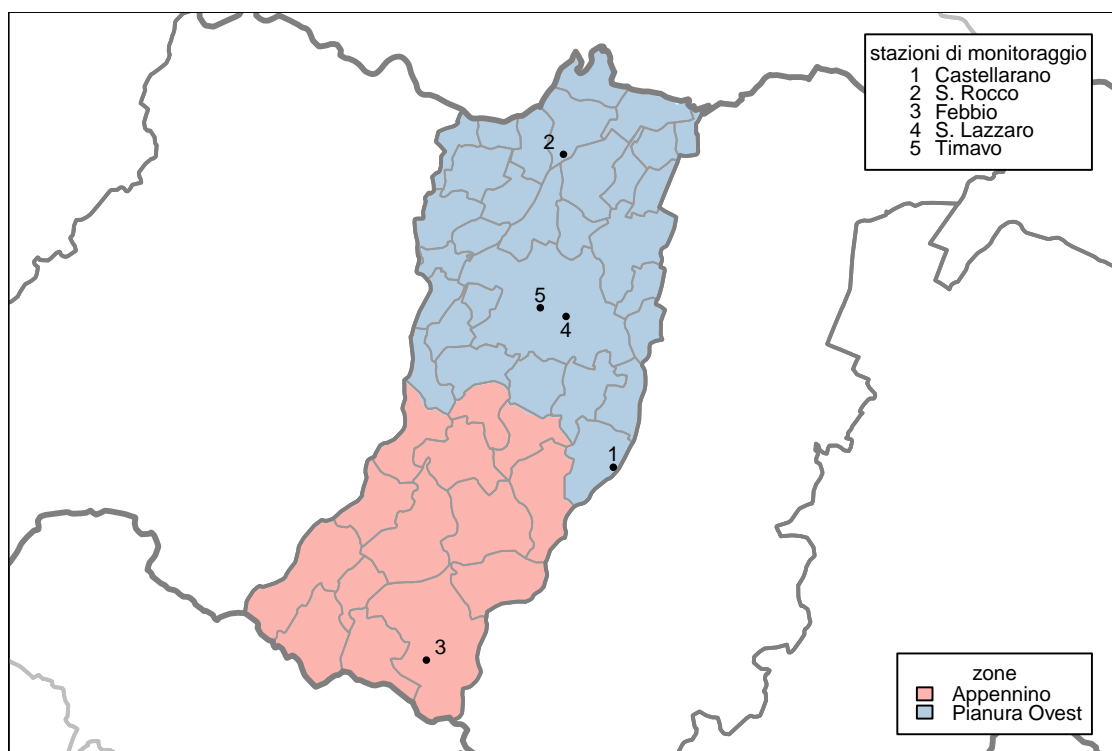 stazioni di monitoraggio
1 Castellarano
2 S. Rocco
3 Febbio
4 S. Lazzaro
5 Timavo
2
5
4
1
3
zone
Appennino
Pianura Ovest